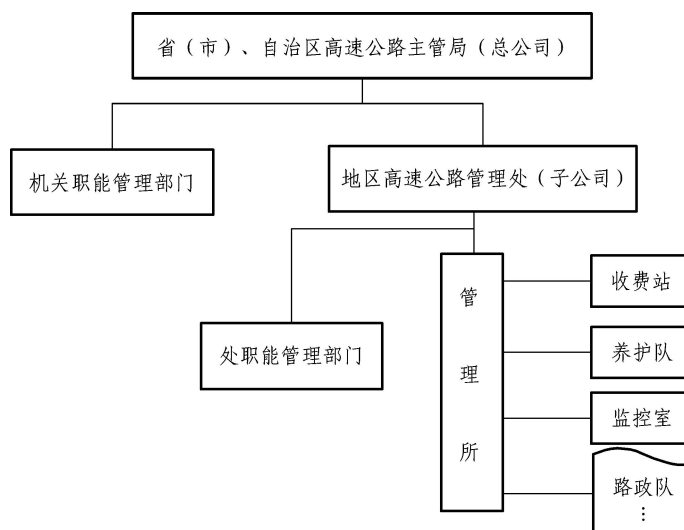 省（市）、自治区高速公路主管局（总公司）
机关职能管理部门
地区高速公路管理处（子公司）
处职能管理部门
管
理
所
收费站
养护队
监控室
路政队
⋮